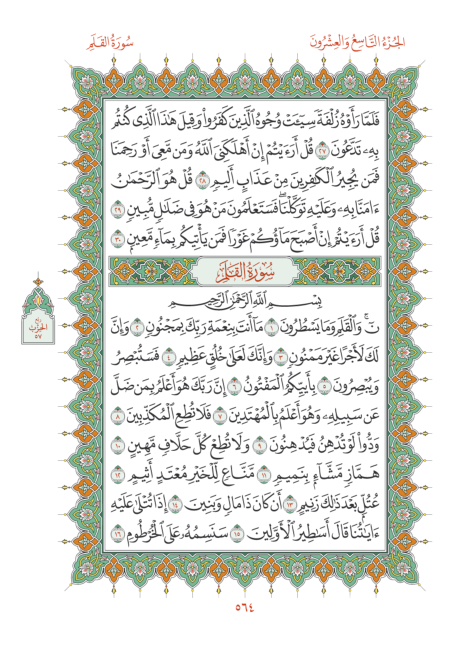 الجُزْءُ التَّاسِعُ وَالعِشْرُونَ
سُورَةُ القَلَمِ
فَلَمَّا رَأَوْهُ زُلْفَةً سِيٓـَٔتْ وُجُوهُ ٱلَّذِينَ كَفَرُوا۟ وَقِيلَ هَٰذَا ٱلَّذِى كُنتُم
بِهِۦ تَدَّعُونَ ٢٧ قُلْ أَرَءَيْتُمْ إِنْ أَهْلَكَنِىَ ٱللَّهُ وَمَن مَّعِىَ أَوْ رَحِمَنَا
فَمَن يُجِيرُ ٱلْكَٰفِرِينَ مِنْ عَذَابٍ أَلِيمٍ ٢٨ قُلْ هُوَ ٱلرَّحْمَٰنُ
ءَامَنَّا بِهِۦ وَعَلَيْهِ تَوَكَّلْنَا ۖ فَسَتَعْلَمُونَ مَنْ هُوَ فِى ضَلَٰلٍ مُّبِينٍ ٢٩
قُلْ أَرَءَيْتُمْ إِنْ أَصْبَحَ مَآؤُكُمْ غَوْرًا فَمَن يَأْتِيكُم بِمَآءٍ مَّعِينٍۭ ٣٠
سُورَةُ القَلَمِ
بِسْمِ ٱللَّهِ ٱلرَّحْمَٰنِ ٱلرَّحِيمِ
نٓ ۚ وَٱلْقَلَمِ وَمَا يَسْطُرُونَ ١ مَآ أَنتَ بِنِعْمَةِ رَبِّكَ بِمَجْنُونٍ ٢ وَإِنَّ
لَكَ لَأَجْرًا غَيْرَ مَمْنُونٍ ٣ وَإِنَّكَ لَعَلَىٰ خُلُقٍ عَظِيمٍ ٤ فَسَتُبْصِرُ
وَيُبْصِرُونَ ٥ بِأَييِّكُمُ ٱلْمَفْتُونُ ٦ إِنَّ رَبَّكَ هُوَ أَعْلَمُ بِمَن ضَلَّ
عَن سَبِيلِهِۦ وَهُوَ أَعْلَمُ بِٱلْمُهْتَدِينَ ٧ فَلَا تُطِعِ ٱلْمُكَذِّبِينَ ٨
وَدُّوا۟ لَوْ تُدْهِنُ فَيُدْهِنُونَ ٩ وَلَا تُطِعْ كُلَّ حَلَّافٍ مَّهِينٍ ١٠
هَمَّازٍ مَّشَّآءٍۭ بِنَمِيمٍ ١١ مَّنَّاعٍ لِّلْخَيْرِ مُعْتَدٍ أَثِيمٍ ١٢
عُتُلٍّۭ بَعْدَ ذَٰلِكَ زَنِيمٍ ١٣ أَن كَانَ ذَا مَالٍ وَبَنِينَ ١٤ إِذَا تُتْلَىٰ عَلَيْهِ
ءَايَٰتُنَا قَالَ أَسَٰطِيرُ ٱلْأَوَّلِينَ ١٥ سَنَسِمُهُۥ عَلَى ٱلْخُرْطُومِ ١٦
الحِزْب
٥٧
٥٦٤